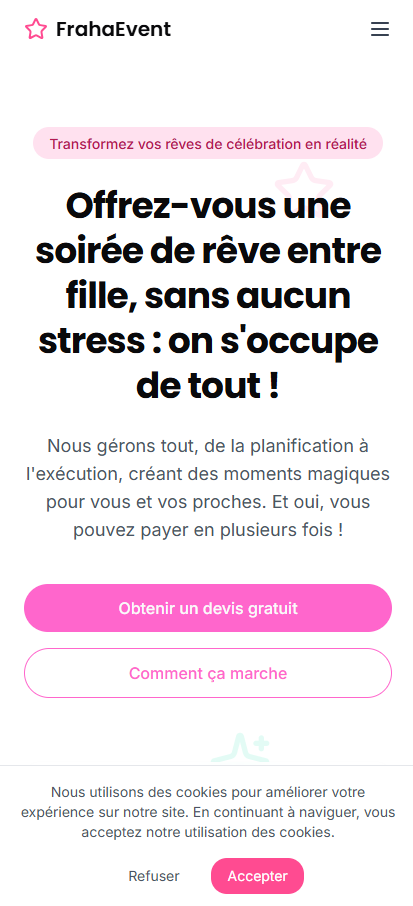 FrahaEvent
Transformez vos rêves de célébration en réalité
Offrez-vous une
soirée de rêve entre
fille, sans aucun
stress : on s'occupe
de tout !
Nous gérons tout, de la planification à
l'exécution, créant des moments magiques
pour vous et vos proches. Et oui, vous
pouvez payer en plusieurs fois !
Obtenir un devis gratuit
Comment ça marche
Nous utilisons des cookies pour améliorer votre
expérience sur notre site. En continuant à naviguer, vous
acceptez notre utilisation des cookies.
Refuser
Accepter